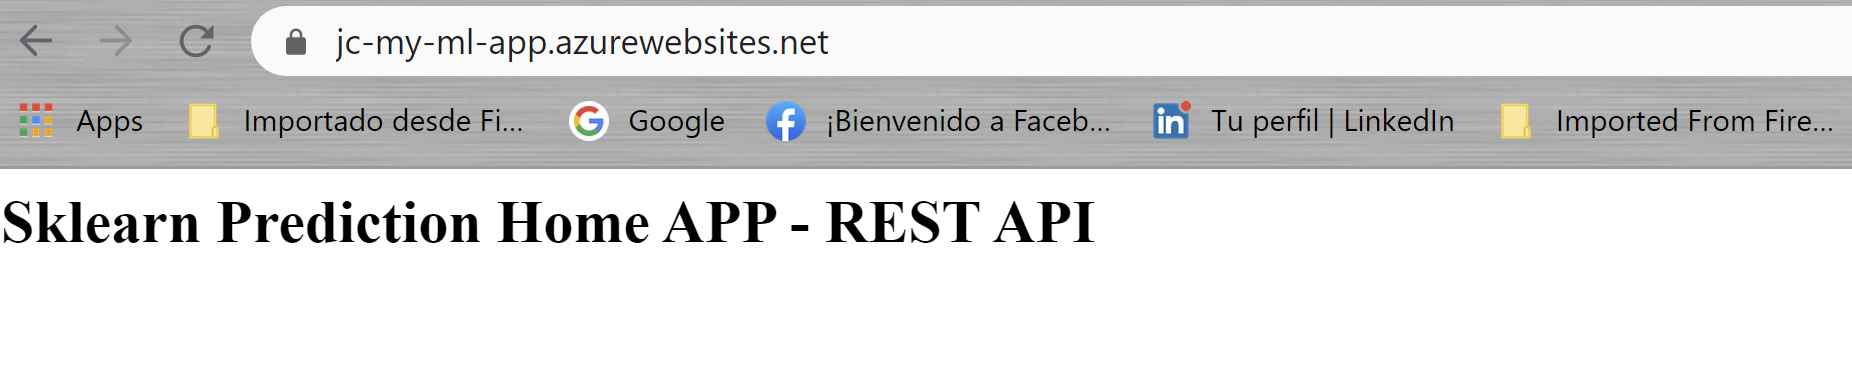 jc-my-ml-app.azurewebsites.net
Apps Importado desde Fi... Google ¡Bienvenido a Faceb... Tu perfil | LinkedIn Imported From Fire...
Sklearn Prediction Home APP - REST API